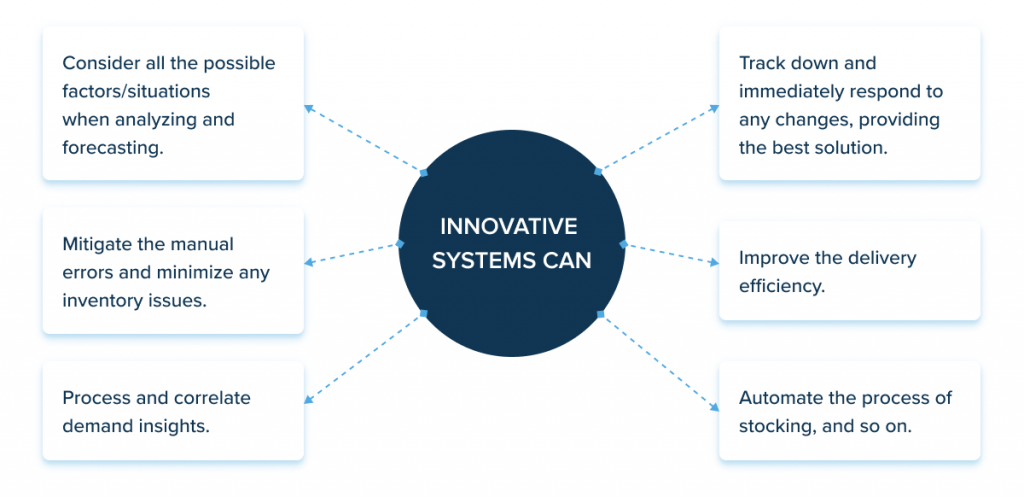 Consider all the possible
factors/situations
when analyzing and
forecasting.
Mitigate the manual
errors and minimize any
inventory issues.
Process and correlate
demand insights.
INNOVATIVE
SYSTEMS CAN
Track down and
immediately respond to
any changes, providing
the best solution.
Improve the delivery
efficiency.
Automate the process of
stocking, and so on.